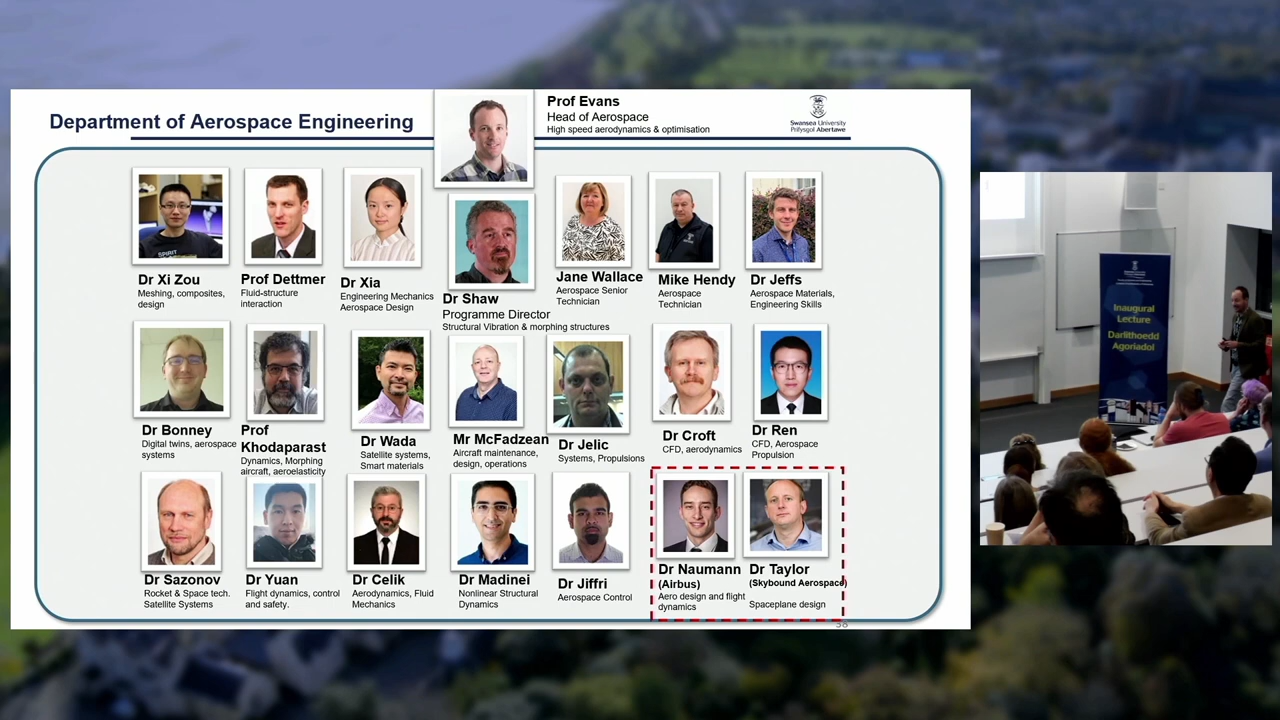 Department of Aerospace Engineering
Prof Evans
Head of Aerospace
High speed aerodynamics & optimisation
Swansea University
Prifysgol Abertawe
Dr Xi Zou
Meshing, composites,
design
Prof Dettmer
Fluid-structure
interaction
Dr Xia
Engineering Mechanics
Aerospace Design
Dr Shaw
Programme Director
Structural Vibration & morphing structures
Jane Wallace
Aerospace Senior
Technician
Mike Hendy
Aerospace
Technician
Dr Jeffs
Aerospace Materials,
Engineering Skills
Dr Bonney
Digital twins, aerospace
systems
Prof
Khodaparast
Dynamics, Morphing
aircraft, aeroelasticity
Dr Wada
Satellite systems,
Smart materials
Mr McFadzean
Aircraft maintenance,
design, operations
Dr Jelic
Systems, Propulsions
Dr Croft
CFD, aerodynamics
Dr Ren
CFD, Aerospace
Propulsion
Dr Sazonov
Rocket & Space tech.
Satellite Systems
Dr Yuan
Flight dynamics, control
and safety.
Dr Celik
Aerodynamics, Fluid
Mechanics
Dr Madinei
Nonlinear Structural
Dynamics
Dr Jiffri
Aerospace Control
Dr Naumann
(Airbus)
Aero design and flight
dynamics
Dr Taylor
(Skybound Aerospace)
Spaceplane design
38
SPIRIT
Inaugural
Lecture
Darlithoedd
Agoriadol